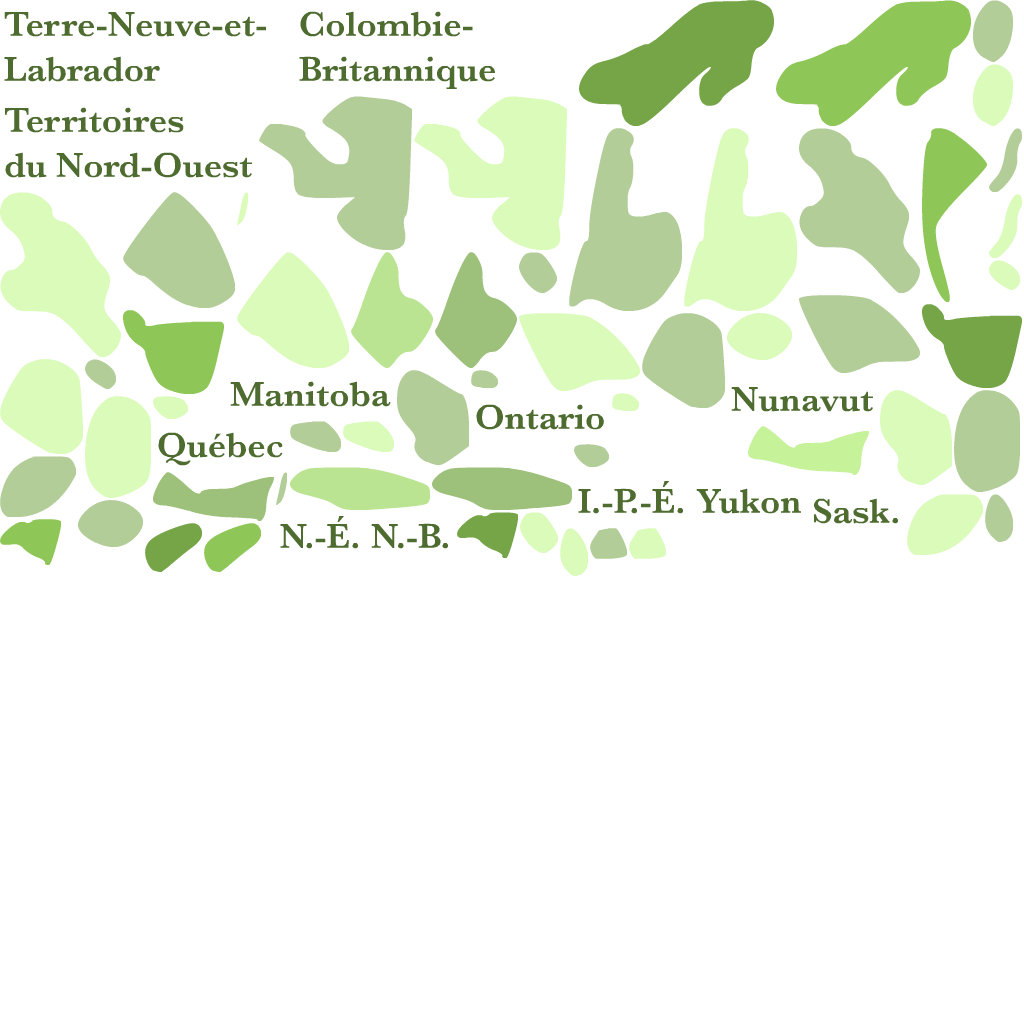 Terre-Neuve-et-
Labrador
Colombie-
Britannique
Territoires
du Nord-Ouest
Manitoba
Ontario
Nunavut
Québec
I.-P.-É.
Yukon
Sask.
N.-É.
N.-B.